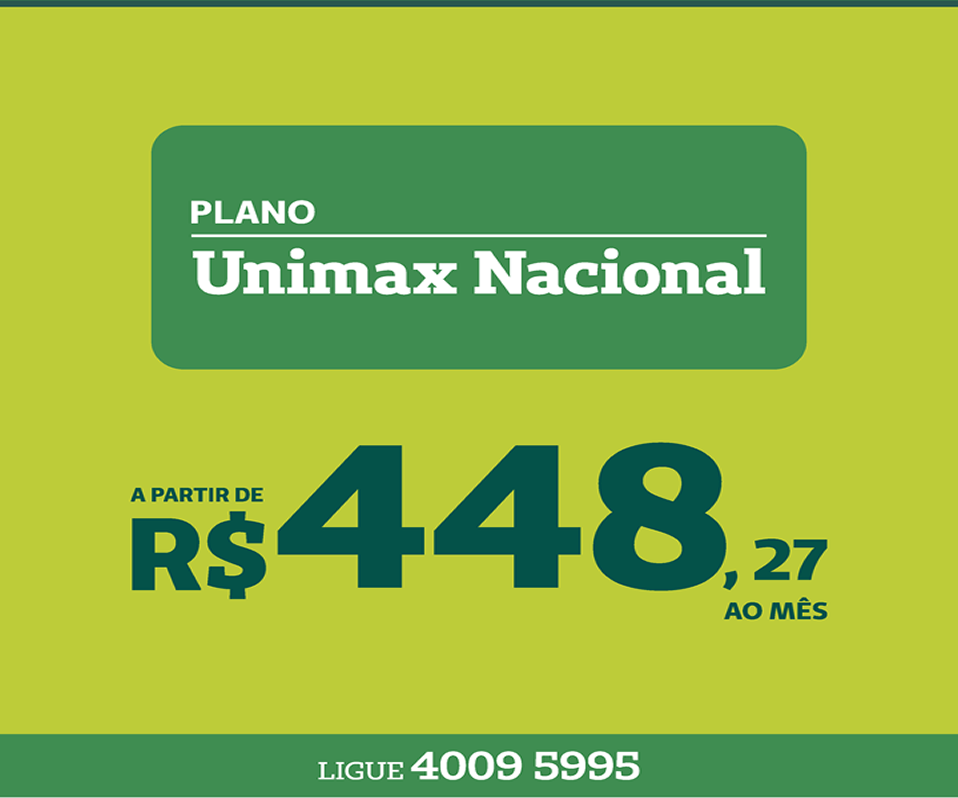 PLANO
Unimax Nacional
A PARTIR DE
R$448,27
AO MÊS
LIGUE 4009 5995